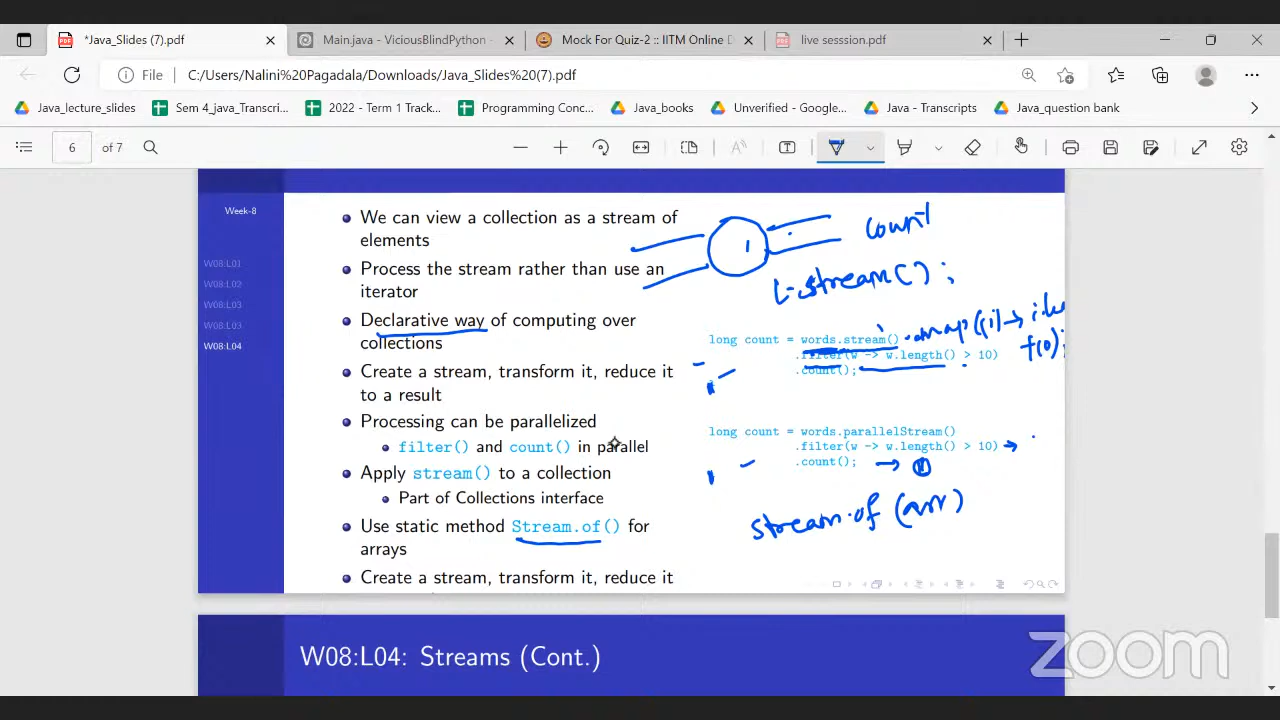 *Java_Slides (7).pdf
Main.java - ViciousBlindPython -
Mock For Quiz-2 :: IITM Online D
live sesssion.pdf
File C:/Users/Nalini%20Pagadala/Downloads/Java_Slides%20(7).pdf
Java_lecture_slides
Sem 4_java_Transcri...
2022 - Term 1 Track...
Programming Conc...
Java_books
Unverified - Google...
Java - Transcripts
Java_question bank
6 of 7
Week-8
W08:L01
W08:L02
W08:L03
W08:L03
W08:L04
We can view a collection as a stream of
elements
Process the stream rather than use an
iterator
Declarative way of computing over
collections
Create a stream, transform it, reduce it
to a result
Processing can be parallelized
filter() and count() in parallel
Apply stream() to a collection
Part of Collections interface
Use static method Stream.of() for
arrays
Create a stream, transform it, reduce it
count
l.stream();
.map((i)→
f(0);
long count = words.stream()
.filter(w -> w.length() > 10)
.count();
long count = words.parallelStream()
.filter(w -> w.length() > 10)
.count();
stream.of (arr)
W08:L04: Streams (Cont.)
zoom